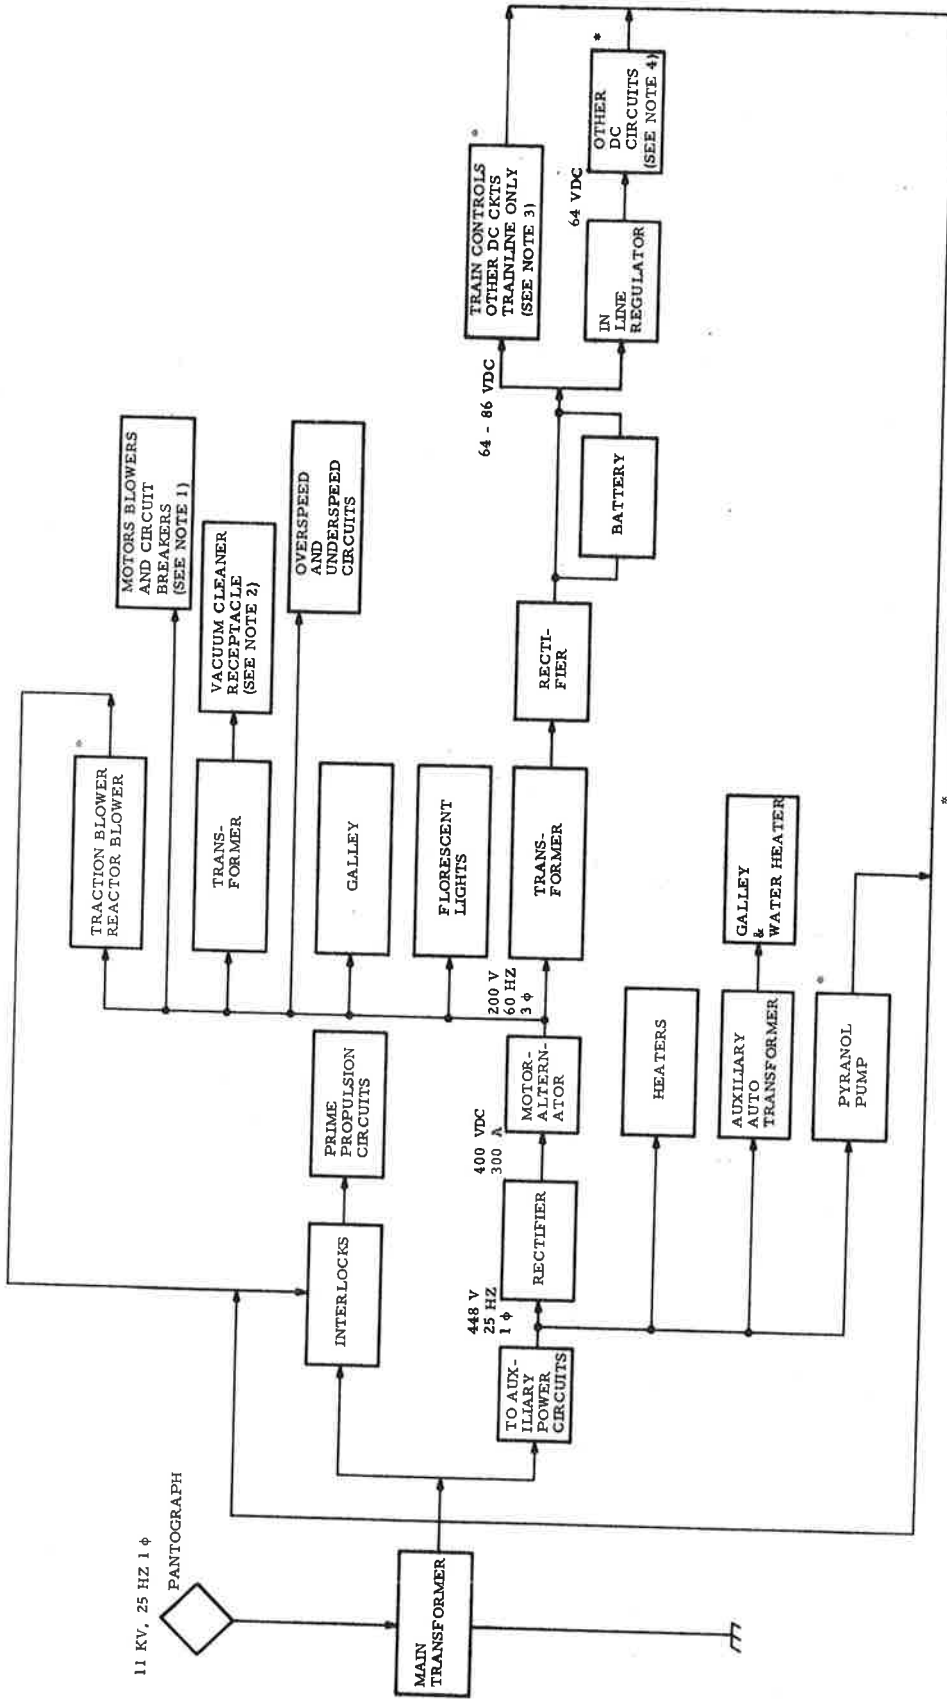 11 KV, 25 HZ 1 ϕ
PANTOGRAPH
MAIN
TRANSFORMER
INTERLOCKS
PRIME
PROPULSION
CIRCUITS
TO AUX-
ILIARY
POWER
CIRCUITS
448 V
25 HZ
1 ϕ
RECTIFIER
400 VDC
300 A
MOTOR-
ALTERN-
ATOR
200 V
60 HZ
3 ϕ
TRACTION BLOWER
REACTOR BLOWER
*
MOTORS BLOWERS
AND CIRCUIT
BREAKERS
(SEE NOTE 1)
TRANS-
FORMER
VACUUM CLEANER
RECEPTACLE
(SEE NOTE 2)
OVERSPEED
AND
UNDERSPEED
CIRCUITS
GALLEY
FLORESCENT
LIGHTS
TRANS-
FORMER
RECTI-
FIER
BATTERY
64 - 86 VDC
TRAIN CONTROLS
OTHER DC CKTS
TRAINLINE ONLY
(SEE NOTE 3)
*
IN
LINE
REGULATOR
64 VDC
OTHER
DC
CIRCUITS
(SEE NOTE 4)
*
HEATERS
AUXILIARY
AUTO
TRANSFORMER
GALLEY
&
WATER HEATER
PYRANOL
PUMP
*
*